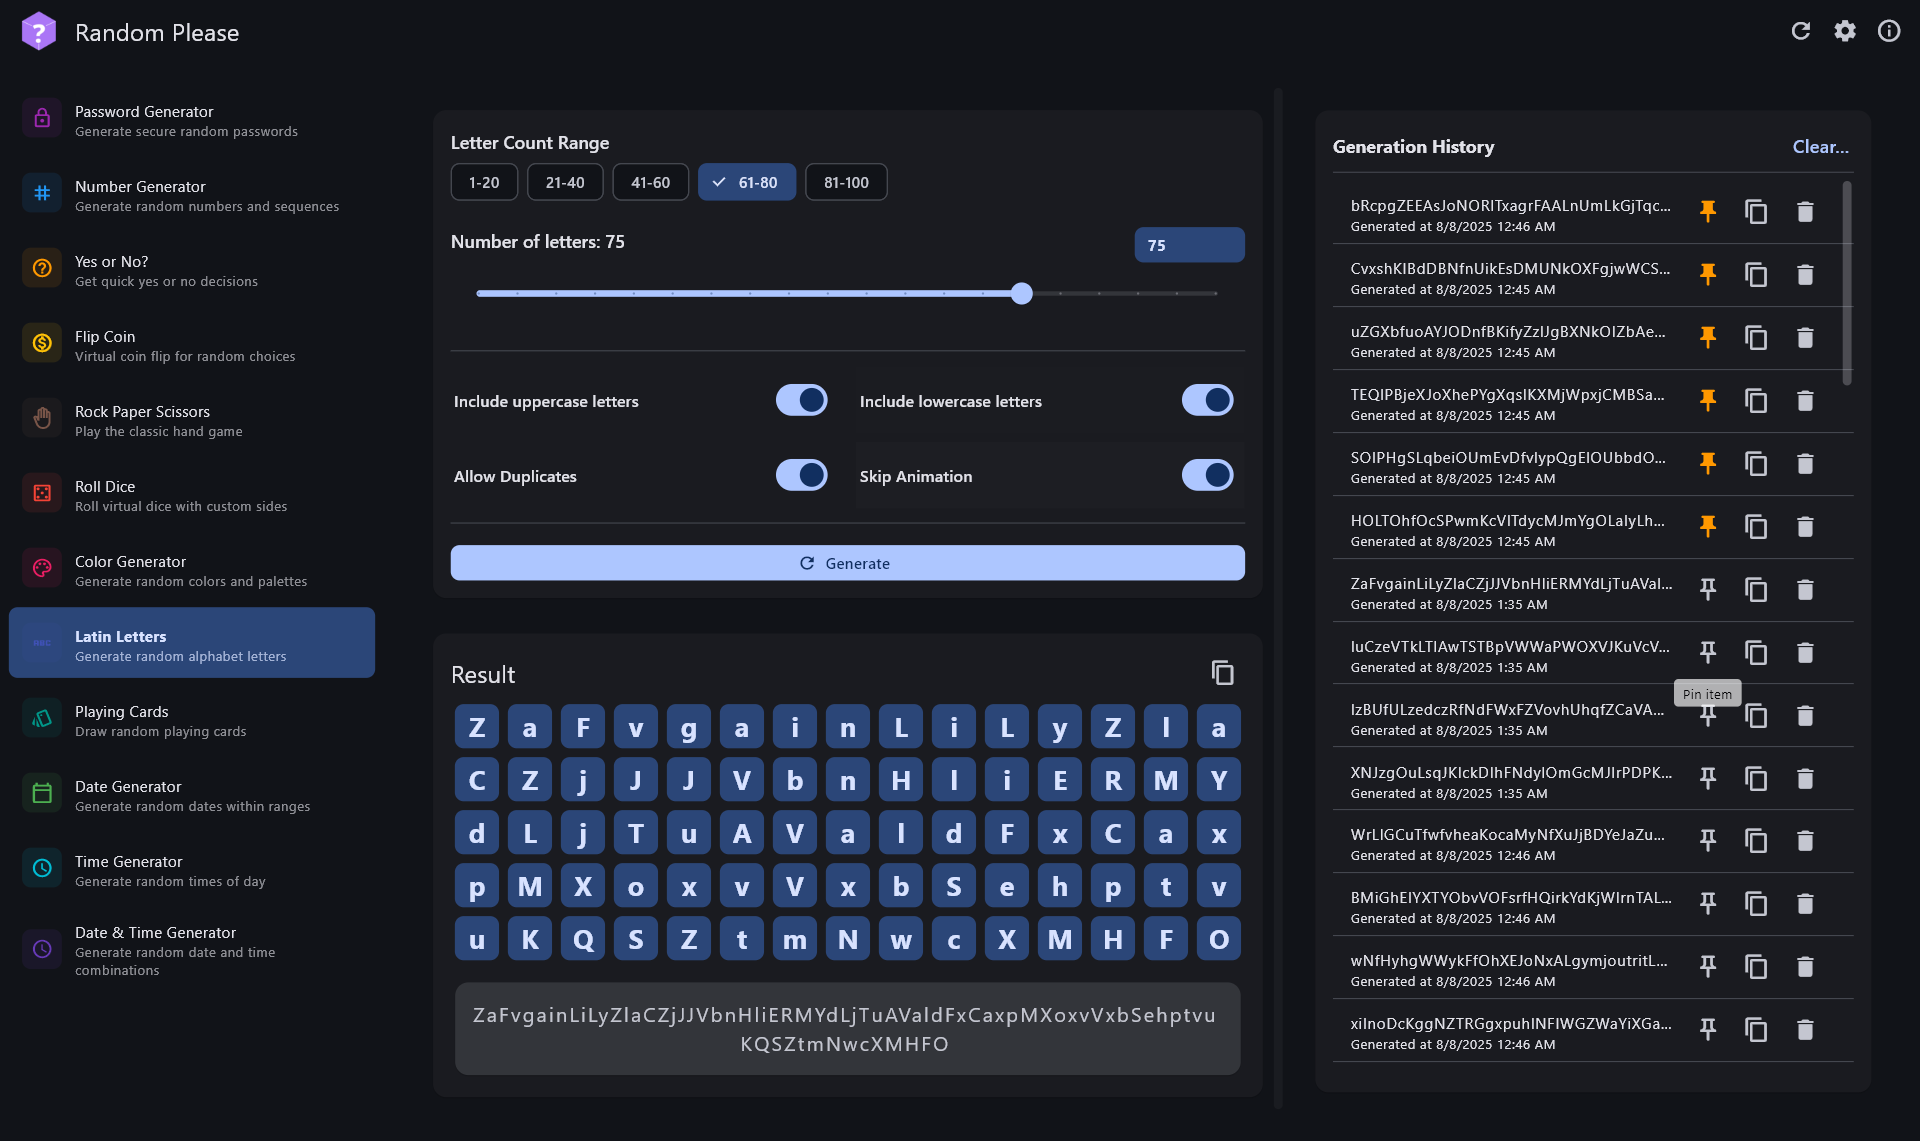 Random Please
Password Generator
Generate secure random passwords
Number Generator
Generate random numbers and sequences
Yes or No?
Get quick yes or no decisions
Flip Coin
Virtual coin flip for random choices
Rock Paper Scissors
Play the classic hand game
Roll Dice
Roll virtual dice with custom sides
Color Generator
Generate random colors and palettes
ABC
Latin Letters
Generate random alphabet letters
Playing Cards
Draw random playing cards
Date Generator
Generate random dates within ranges
Time Generator
Generate random times of day
Date & Time Generator
Generate random date and time
combinations
Letter Count Range
1-20 21-40 41-60 61-80 81-100
Number of letters: 75 75
Include uppercase letters Include lowercase letters
Allow Duplicates Skip Animation
Generate
Result
Z a F v g a i n L i L y Z l a
C Z j J J V b n H l i E R M Y
d L j T u A V a l d F x C a x
p M X o x v V x b S e h p t v
u K Q S Z t m N w c X M H F O
ZaFvgainLiLyZlaCZjJJVbnHliERMYdLjTuAValdFxCaxpMXoxvVxbSehptvu
KQSZtmNwcXMHFO
Generation History Clear...
bRcpgZEEAsJoNORlTxagrFAALnUmLkGjTqc...
Generated at 8/8/2025 12:46 AM
CvxshKIBdDBNfnUikEsDMUNkOXFgjwWCS...
Generated at 8/8/2025 12:45 AM
uZGXbfuoAYJODnfBKifyZzIJgBXNkOIZbAe...
Generated at 8/8/2025 12:45 AM
TEQIPBjeXJoXhePYgXqsIKXMjWpxjCMBSa...
Generated at 8/8/2025 12:45 AM
SOIPHgSLqbeiOUmEvDfvlypQgEIOUbbdO...
Generated at 8/8/2025 12:45 AM
HOLTOhfOcSPwmKcVITdycMJmYgOLaIyLh...
Generated at 8/8/2025 12:45 AM
ZaFvgainLiLyZlaCZjJJVbnHliERMYdLjTuAVal...
Generated at 8/8/2025 1:35 AM
IuCzeVTkLTIAwTSTBpVWWaPWOXVJKuVcV...
Generated at 8/8/2025 1:35 AM
Pin item
IzBUfULzedczRfNdFWxFZVovhUhqfZCaVA...
Generated at 8/8/2025 1:35 AM
XNJzgOuLsqJKIckDIhFNdylOmGcMJIrPDPK...
Generated at 8/8/2025 1:35 AM
WrLIGCuTfwfvheaKocaMyNfXuJjBDYeJaZu...
Generated at 8/8/2025 12:46 AM
BMiGhEIYXTYObvVOFsrfHQirkYdKjWIrnTAL...
Generated at 8/8/2025 12:46 AM
wNfHyhgWWykFfOhXEJoNxALgymjoutritL...
Generated at 8/8/2025 12:46 AM
xiInoDcKggNZTRGgxpuhINFIWGZWaYiXGa...
Generated at 8/8/2025 12:46 AM